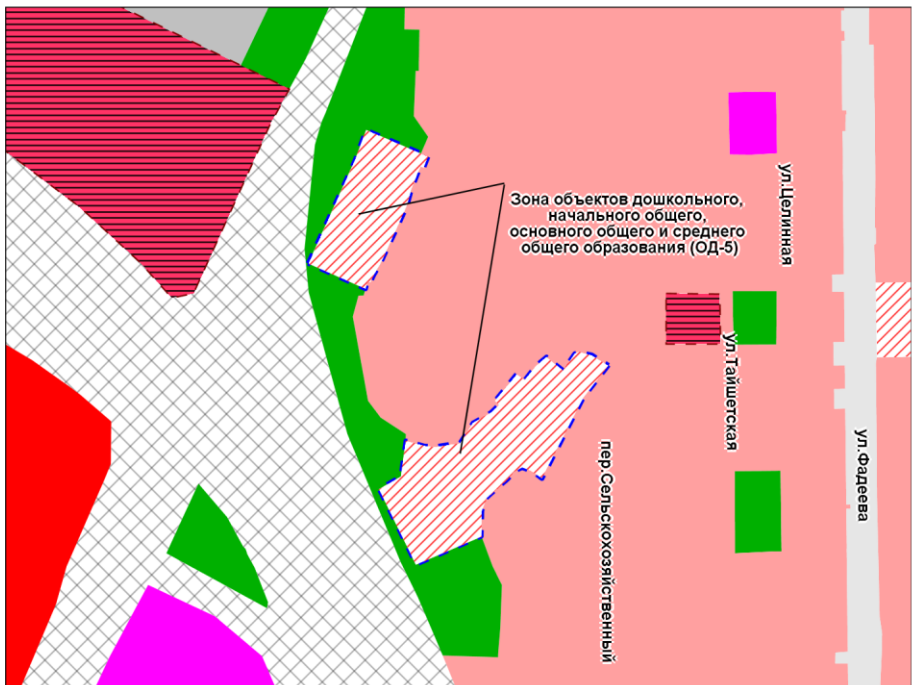 Зона объектов дошкольного,
начального общего,
основного общего и среднего
общего образования (ОД-5)
ул.Целинная
ул.Тайшетская
ул.Фадеева
пер.Сельскохозяйственный